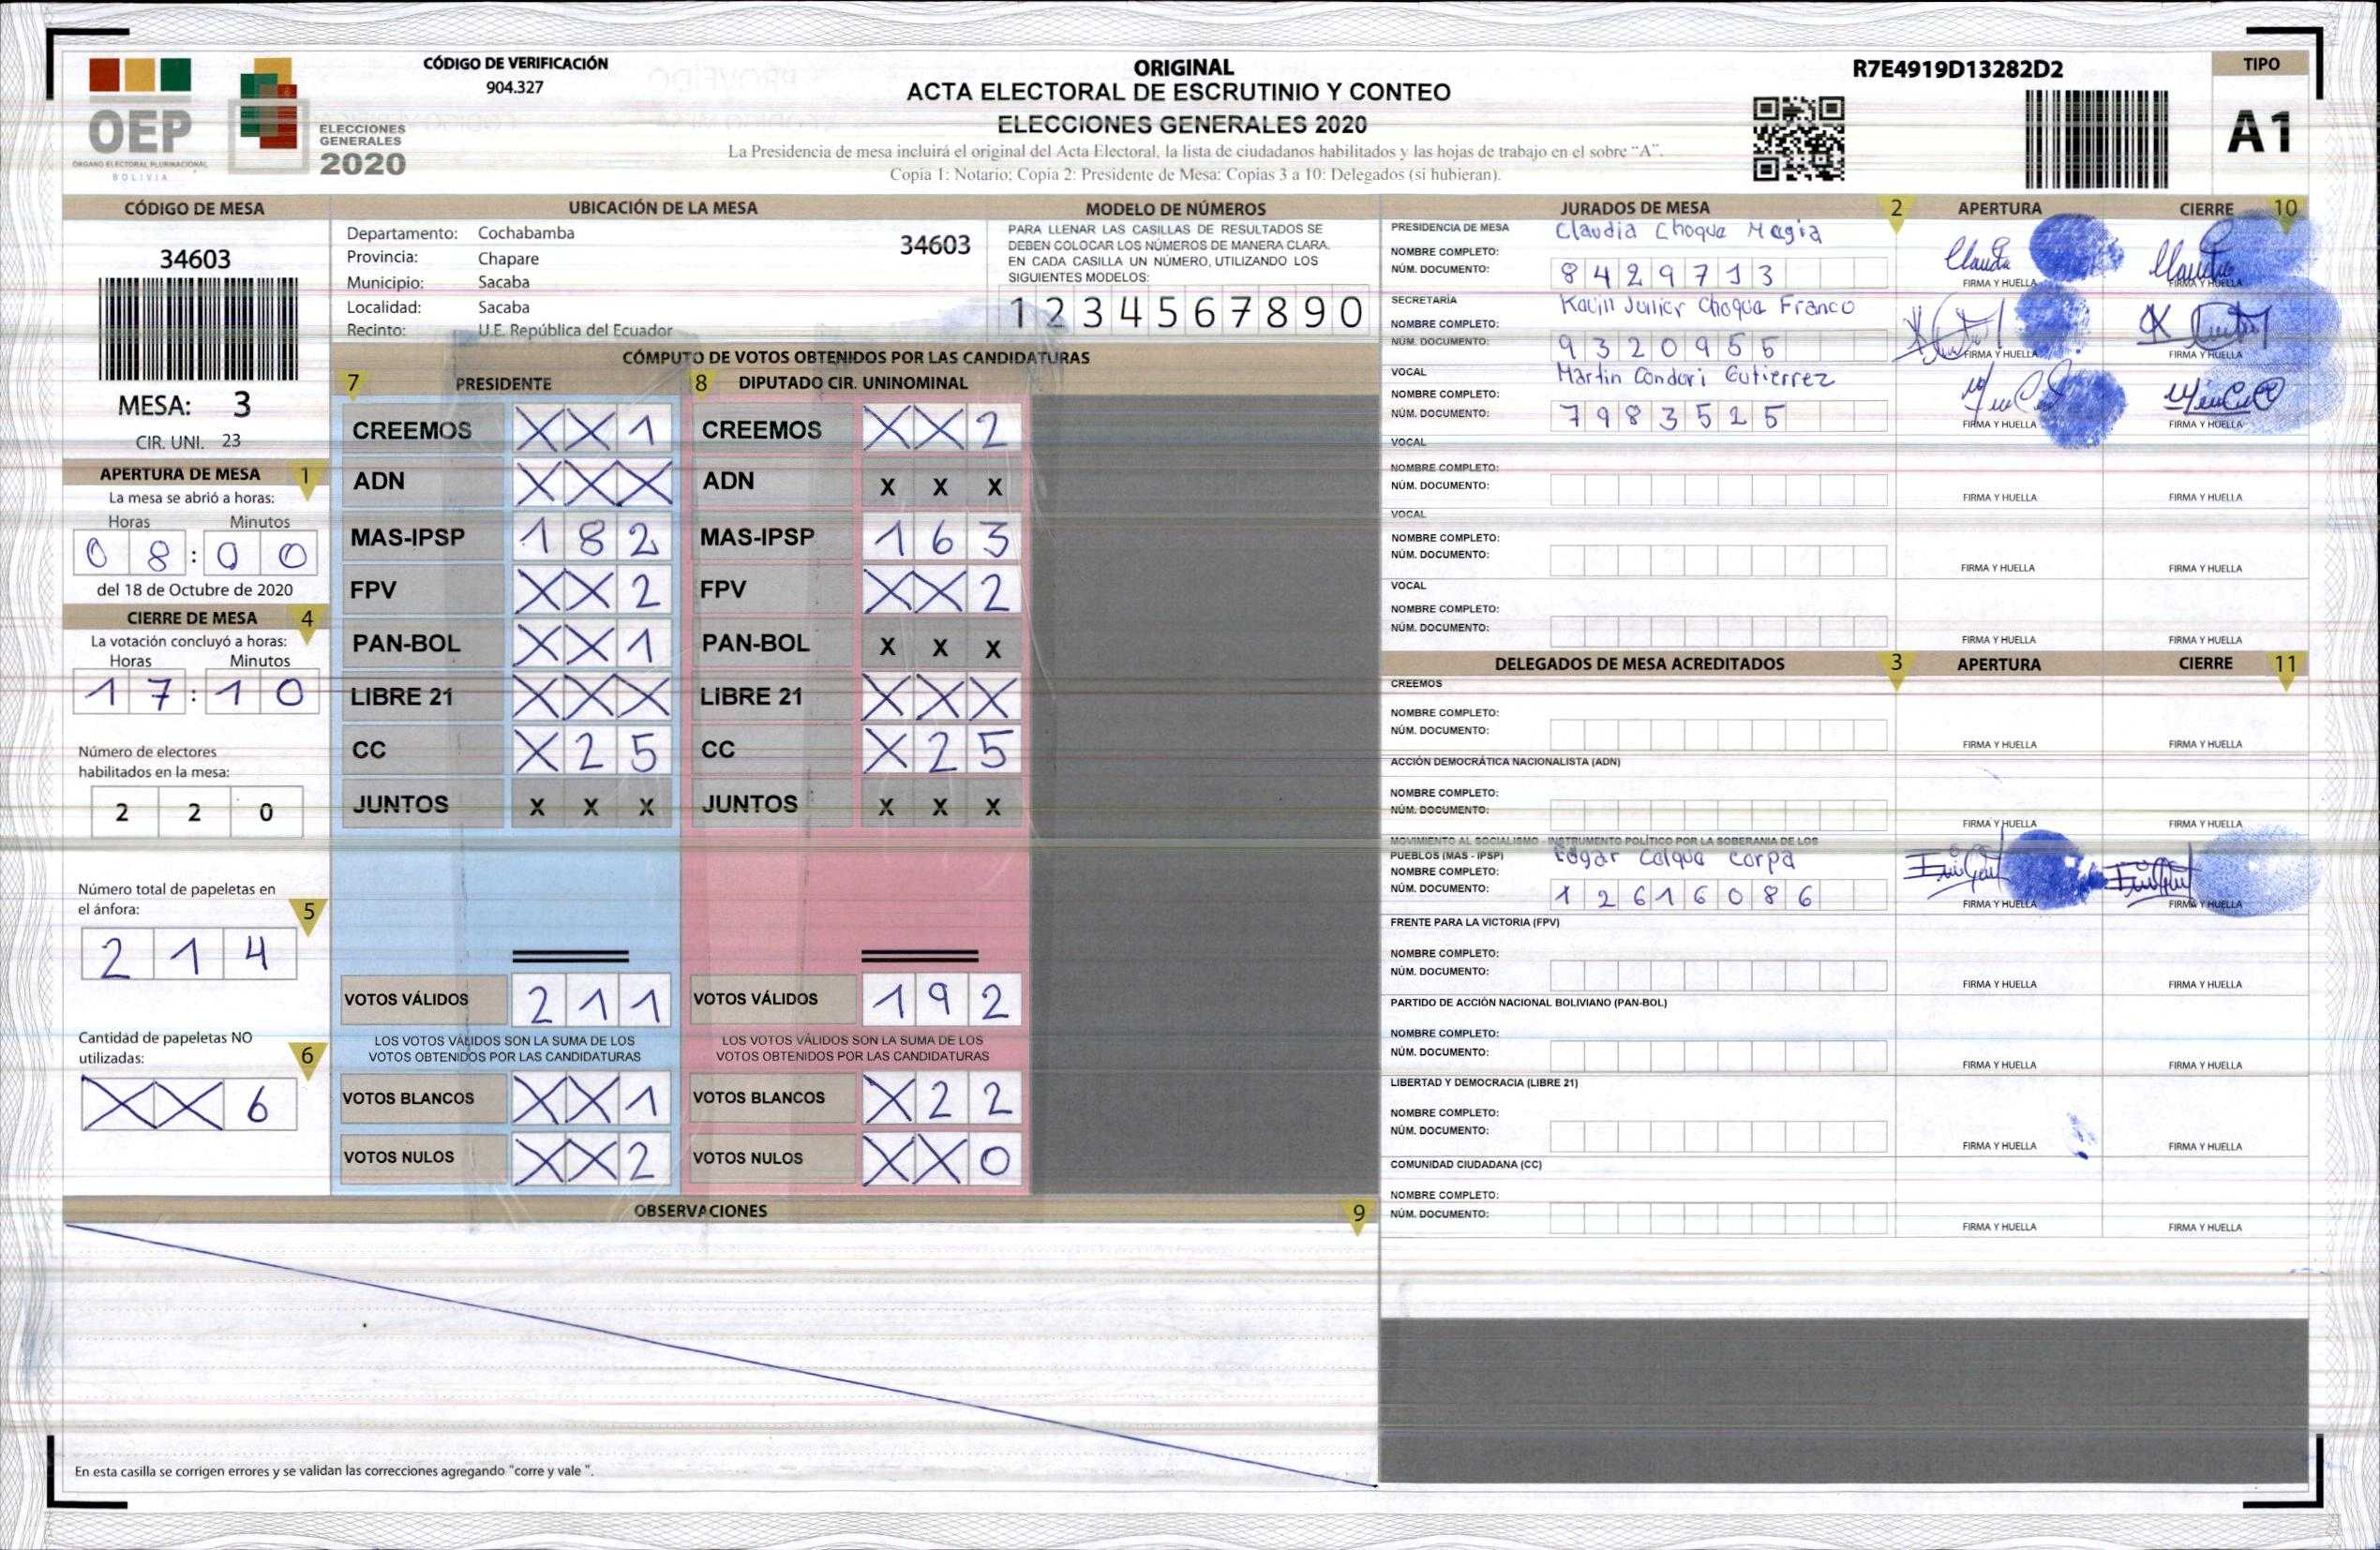 CÓDIGO DE VERIFICACIÓN
904.327
OEP
ÓRGANO ELECTORAL PLURINACIONAL
BOLIVIA
ELECCIONES
GENERALES
2020
ORIGINAL
ACTA ELECTORAL DE ESCRUTINIO Y CONTEO
ELECCIONES GENERALES 2020
La Presidencia de mesa incluirá el original del Acta Electoral, la lista de ciudadanos habilitados y las hojas de trabajo en el sobre "A".
Copia 1: Notario; Copia 2: Presidente de Mesa; Copias 3 a 10: Delegados (si hubieran).
R7E4919D13282D2
TIPO
A1
CÓDIGO DE MESA
34603
MESA: 3
CIR. UNI. 23
APERTURA DE MESA 1
La mesa se abrió a horas:
Horas Minutos
0 8 : 0 0
del 18 de Octubre de 2020
CIERRE DE MESA 4
La votación concluyó a horas:
Horas Minutos
1 7 : 1 0
Número de electores
habilitados en la mesa:
2 2 0
Número total de papeletas en
el ánfora: 5
2 1 4
Cantidad de papeletas NO
utilizadas: 6
X X 6
UBICACIÓN DE LA MESA
Departamento: Cochabamba
Provincia: Chapare
Municipio: Sacaba
Localidad: Sacaba
Recinto: U.E. República del Ecuador
34603
MODELO DE NÚMEROS
PARA LLENAR LAS CASILLAS DE RESULTADOS SE
DEBEN COLOCAR LOS NÚMEROS DE MANERA CLARA.
EN CADA CASILLA UN NÚMERO, UTILIZANDO LOS
SIGUIENTES MODELOS:
1 2 3 4 5 6 7 8 9 0
CÓMPUTO DE VOTOS OBTENIDOS POR LAS CANDIDATURAS
7 PRESIDENTE 8 DIPUTADO CIR. UNINOMINAL
CREEMOS X X 1 CREEMOS X X 2
ADN X X X ADN X X X
MAS-IPSP 1 8 2 MAS-IPSP 1 6 3
FPV X X 2 FPV X X 2
PAN-BOL X X 1 PAN-BOL X X X
LIBRE 21 X X X LIBRE 21 X X X
CC X 2 5 CC X 2 5
JUNTOS X X X JUNTOS X X X
VOTOS VÁLIDOS 2 1 1 VOTOS VÁLIDOS 1 9 2
LOS VOTOS VÁLIDOS SON LA SUMA DE LOS LOS VOTOS VÁLIDOS SON LA SUMA DE LOS
VOTOS OBTENIDOS POR LAS CANDIDATURAS VOTOS OBTENIDOS POR LAS CANDIDATURAS
VOTOS BLANCOS X X 1 VOTOS BLANCOS X 2 2
VOTOS NULOS X X 2 VOTOS NULOS X X 0
OBSERVACIONES 9
En esta casilla se corrigen errores y se validan las correcciones agregando "corre y vale ".
JURADOS DE MESA 2 APERTURA CIERRE 10
PRESIDENCIA DE MESA
NOMBRE COMPLETO: Claudia Choque Magia
NÚM. DOCUMENTO: 8 4 2 9 7 1 3
FIRMA Y HUELLA FIRMA Y HUELLA
SECRETARÍA
NOMBRE COMPLETO: Junior Choque Franco
NÚM. DOCUMENTO: 9 3 2 0 9 5 5
FIRMA Y HUELLA FIRMA Y HUELLA
VOCAL
NOMBRE COMPLETO: Martin Condori Gutierrez
NÚM. DOCUMENTO: 7 9 8 3 5 2 5
FIRMA Y HUELLA FIRMA Y HUELLA
VOCAL
NOMBRE COMPLETO:
NÚM. DOCUMENTO:
FIRMA Y HUELLA FIRMA Y HUELLA
VOCAL
NOMBRE COMPLETO:
NÚM. DOCUMENTO:
FIRMA Y HUELLA FIRMA Y HUELLA
VOCAL
NOMBRE COMPLETO:
NÚM. DOCUMENTO:
FIRMA Y HUELLA FIRMA Y HUELLA
DELEGADOS DE MESA ACREDITADOS 3 APERTURA CIERRE 11
CREEMOS
NOMBRE COMPLETO:
NÚM. DOCUMENTO:
FIRMA Y HUELLA FIRMA Y HUELLA
ACCIÓN DEMOCRÁTICA NACIONALISTA (ADN)
NOMBRE COMPLETO:
NÚM. DOCUMENTO:
FIRMA Y HUELLA FIRMA Y HUELLA
MOVIMIENTO AL SOCIALISMO - INSTRUMENTO POLÍTICO POR LA SOBERANIA DE LOS
PUEBLOS (MAS - IPSP)
NOMBRE COMPLETO: Edgar Colque Corpa
NÚM. DOCUMENTO: 1 2 6 1 6 0 8 6
FIRMA Y HUELLA FIRMA Y HUELLA
FRENTE PARA LA VICTORIA (FPV)
NOMBRE COMPLETO:
NÚM. DOCUMENTO:
FIRMA Y HUELLA FIRMA Y HUELLA
PARTIDO DE ACCIÓN NACIONAL BOLIVIANO (PAN-BOL)
NOMBRE COMPLETO:
NÚM. DOCUMENTO:
FIRMA Y HUELLA FIRMA Y HUELLA
LIBERTAD Y DEMOCRACIA (LIBRE 21)
NOMBRE COMPLETO:
NÚM. DOCUMENTO:
FIRMA Y HUELLA FIRMA Y HUELLA
COMUNIDAD CIUDADANA (CC)
NOMBRE COMPLETO:
NÚM. DOCUMENTO:
FIRMA Y HUELLA FIRMA Y HUELLA